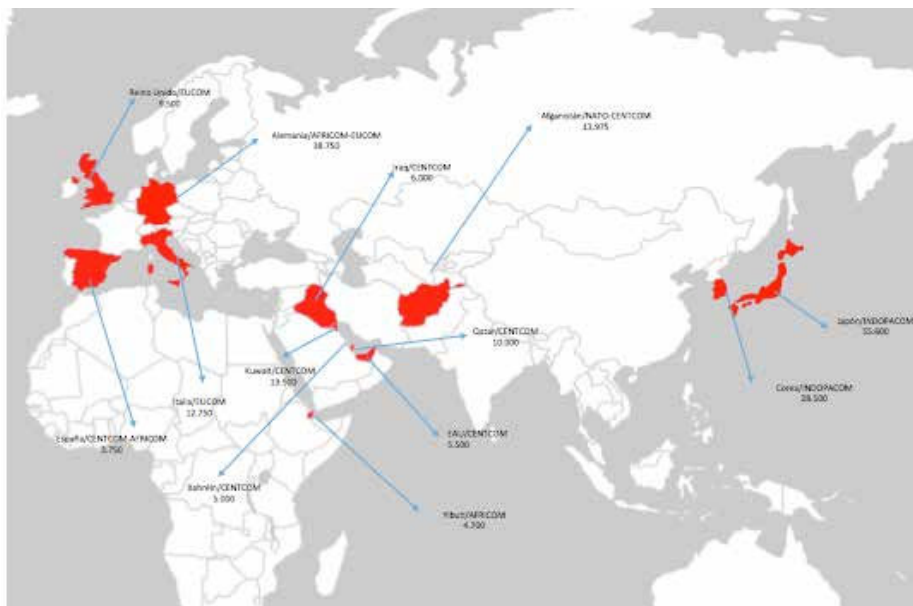 Reino Unido/EUCOM
9.500
Alemania/AFRICOM-EUCOM
38.750
Afganistán/NATO-CENTCOM
13.975
Iraq/CENTCOM
6.000
Japón/INDOPACOM
55.600
Qatar/CENTCOM
10.000
Kuwait/CENTCOM
13.500
Corea/INDOPACOM
28.500
Italia/EUCOM
12.750
España/CENTCOM-AFRICOM
3.750
EAU/CENTCOM
5.500
Bahréin/CENTCOM
5.000
Yibuti/AFRICOM
4.700